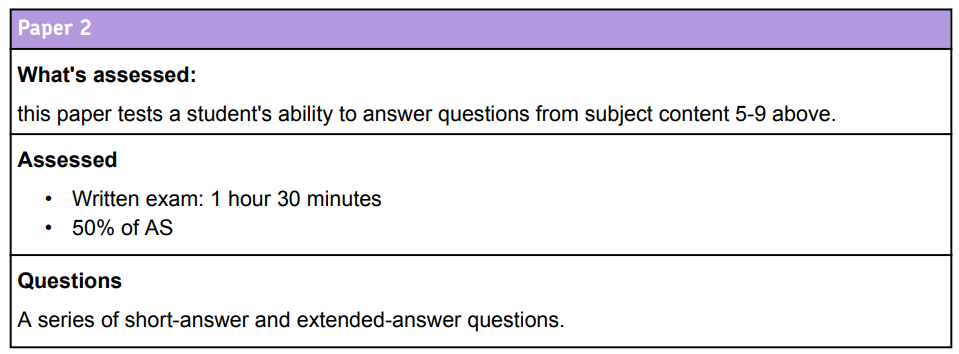 Paper 2
What's assessed:
this paper tests a student's ability to answer questions from subject content 5-9 above.
Assessed
• Written exam: 1 hour 30 minutes
• 50% of AS
Questions
A series of short-answer and extended-answer questions.